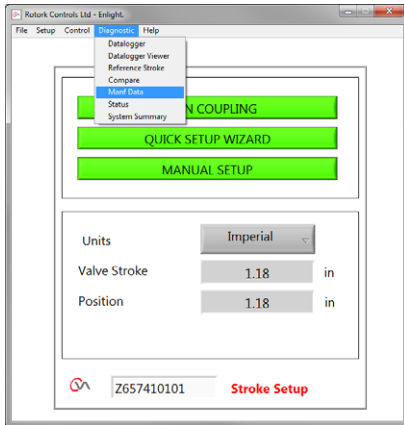 Rotork Controls Ltd - Enlight.
File Setup Control Diagnostic Help
Datalogger
Datalogger Viewer
Reference Stroke
Compare
Manf Data
Status
System Summary
N COUPLING
QUICK SETUP WIZARD
MANUAL SETUP
Units Imperial
Valve Stroke 1.18 in
Position 1.18 in
Z657410101 Stroke Setup